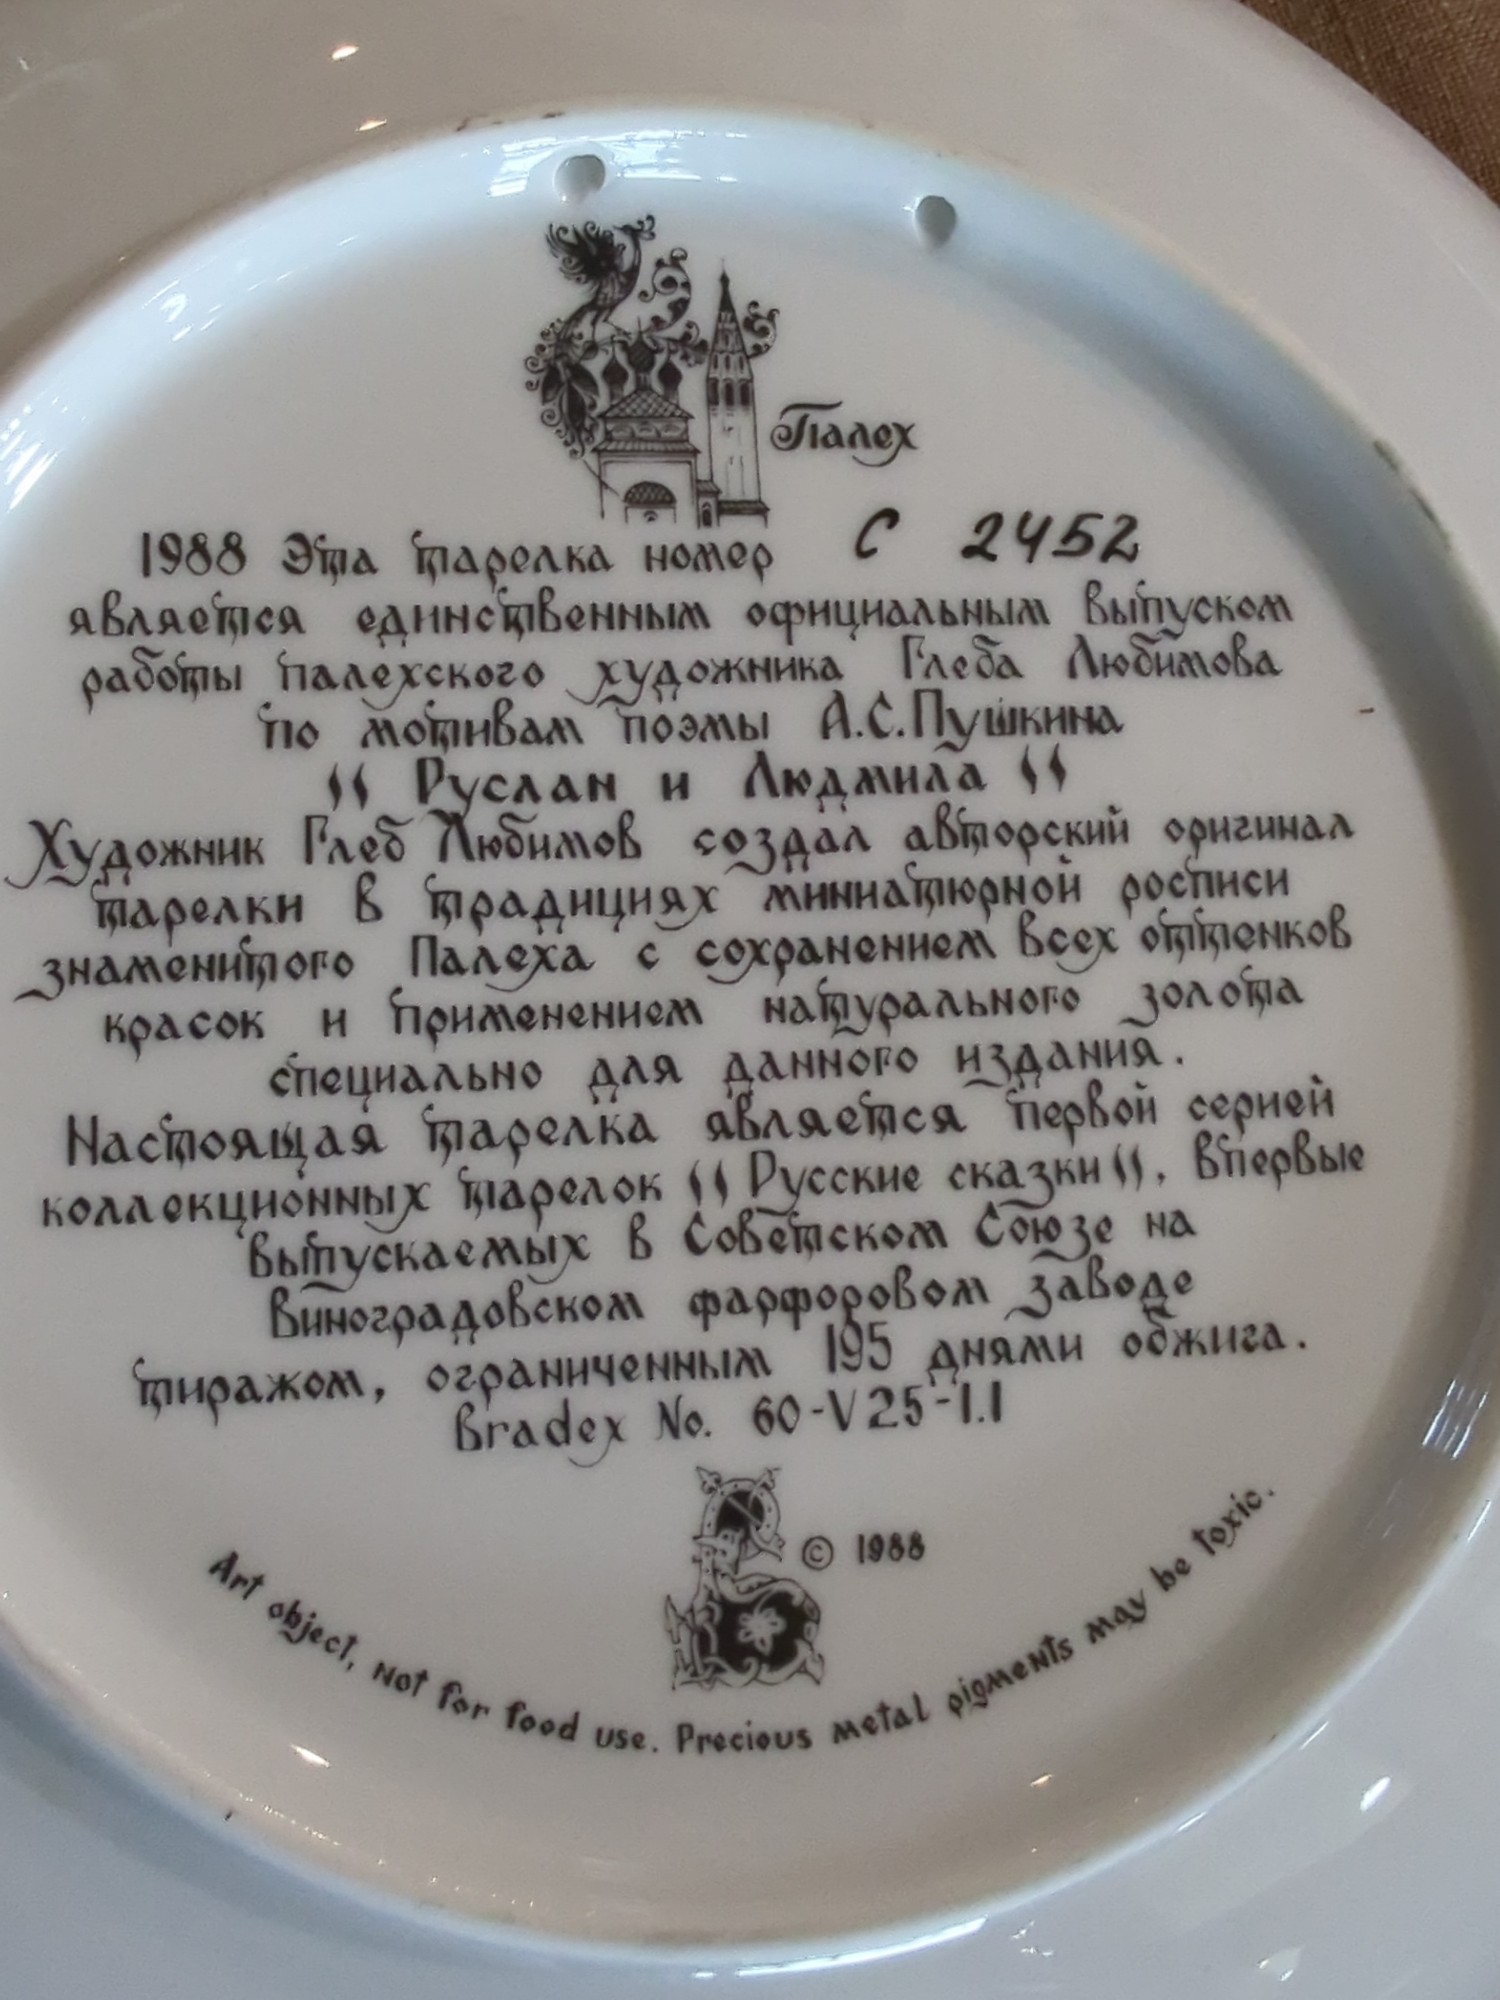 Палех
1988 Эта тарелка номер С 2452
является единственным официальным выпуском
работы палехского художника Глеба Любимова
по мотивам поэмы А.С.Пушкина
"Руслан и Людмила"
Художник Глеб Любимов создал авторский оригинал
тарелки в традициях миниатюрной росписи
знаменитого Палеха с сохранением всех оттенков
красок и применением натурального золота
специально для данного издания.
Настоящая тарелка является первой серией
коллекционных тарелок "Русские сказки", впервые
выпускаемых в Советском Союзе на
Виноградовском фарфоровом заводе
тиражом, ограниченным 195 днями обжига.
Bradex No. 60-V25-1.1
© 1988
Art object, not for food use. Precious metal pigments may be toxic.